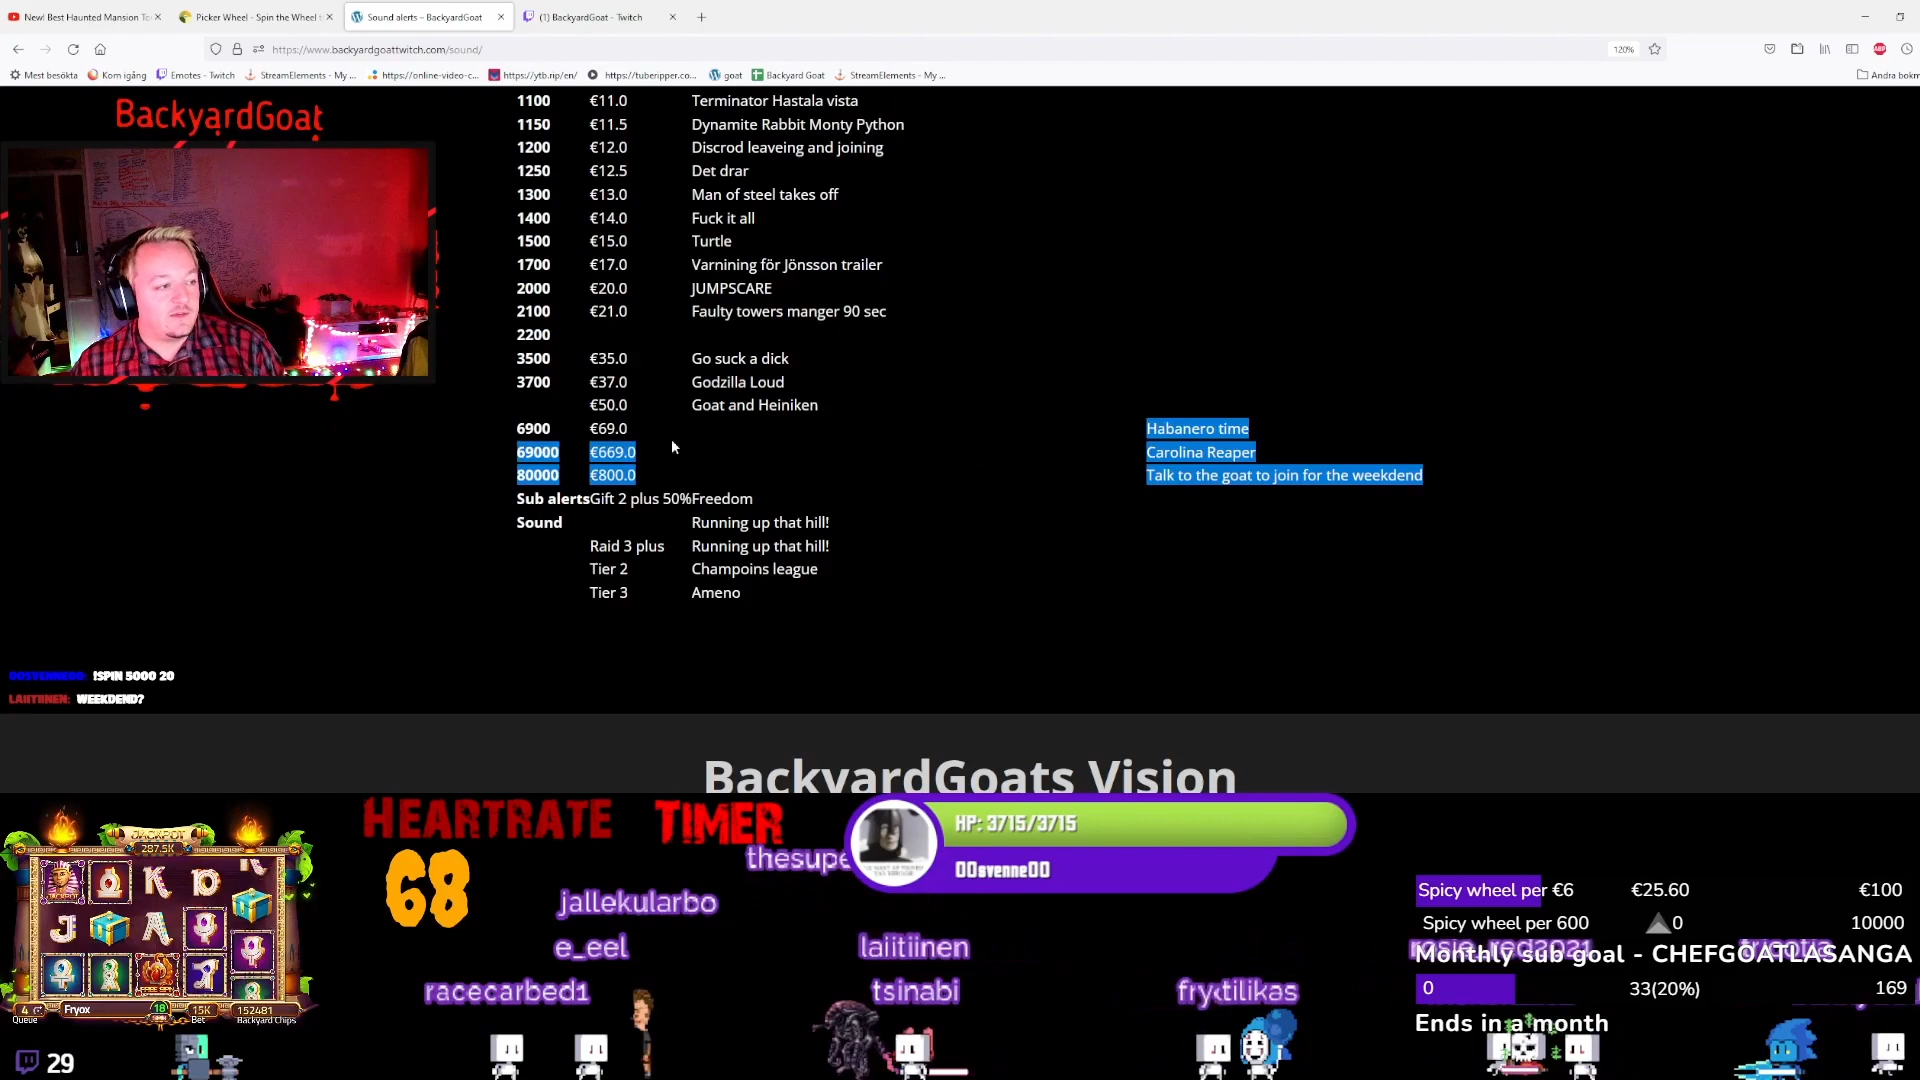 New! Best Haunted Mansion To
Picker Wheel - Spin the Wheel t
Sound alerts – BackyardGoat
(1) BackyardGoat - Twitch
https://www.backyardgoattwitch.com/sound/
120%
Mest besökta
Kom igång
Emotes - Twitch
StreamElements - My ...
https://online-video-c...
https://ytb.rip/en/
https://tuberipper.co...
goat
Backyard Goat
StreamElements - My ...
Andra bokm
BackyardGoat
1100 €11.0 Terminator Hastala vista
1150 €11.5 Dynamite Rabbit Monty Python
1200 €12.0 Discrod leaveing and joining
1250 €12.5 Det drar
1300 €13.0 Man of steel takes off
1400 €14.0 Fuck it all
1500 €15.0 Turtle
1700 €17.0 Varnining för Jönsson trailer
2000 €20.0 JUMPSCARE
2100 €21.0 Faulty towers manger 90 sec
2200
3500 €35.0 Go suck a dick
3700 €37.0 Godzilla Loud
€50.0 Goat and Heiniken
6900 €69.0 Habanero time
69000 €669.0 Carolina Reaper
80000 €800.0 Talk to the goat to join for the weekdend
Sub alerts Gift 2 plus 50% Freedom
Sound Running up that hill!
Raid 3 plus Running up that hill!
Tier 2 Champoins league
Tier 3 Ameno
OOSVENNEOO: !SPIN 5000 20
LAIITIINEN: WEEKDEND?
BackyardGoats Vision
JACKPOT
287.5K
4
Queue
Fryox
18
15K
Bet
152481
Backyard Chips
HEARTRATE TIMER
68
HP: 3715/3715
OOsvenneOO
thesupe
jallekularbo
e_eel
laiitiinen
racecarbed1
tsinabi
Spicy wheel per €6 €25.60 €100
Spicy wheel per 600 0 10000
Monthly sub goal - CHEFGOATLASANGA
0 33(20%) 169
Ends in a month
29